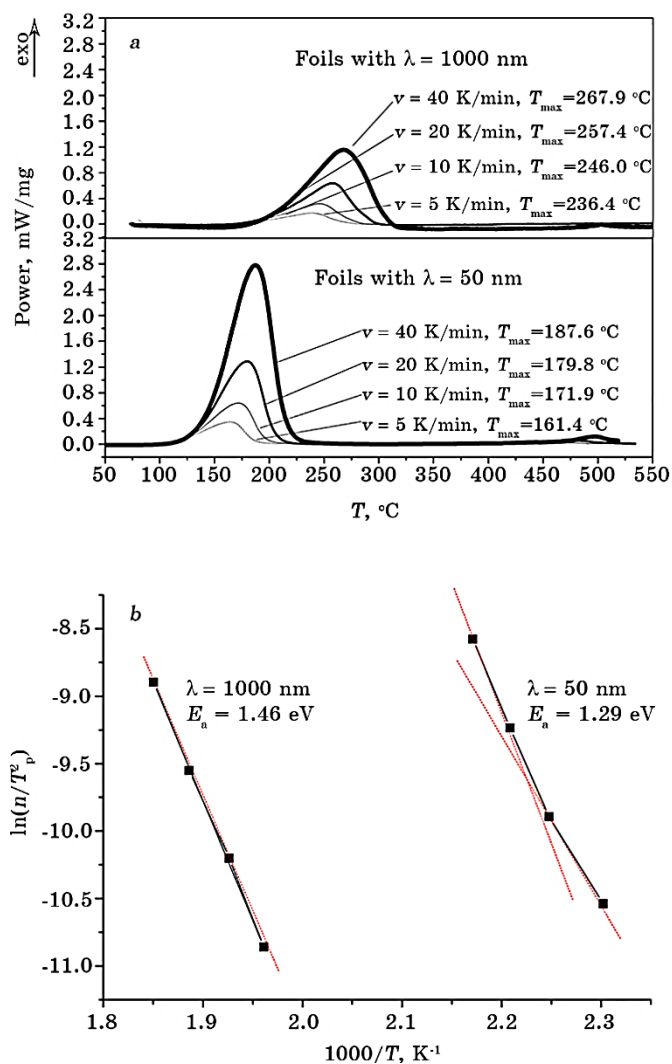 a
exo
Power, mW/mg
3.2
2.8
2.4
2.0
1.6
1.2
0.8
0.4
0.0
Foils with λ = 1000 nm
v = 40 K/min, Tmax=267.9 °C
v = 20 K/min, Tmax=257.4 °C
v = 10 K/min, Tmax=246.0 °C
v = 5 K/min, Tmax=236.4 °C
3.2
2.8
2.4
2.0
1.6
1.2
0.8
0.4
0.0
Foils with λ = 50 nm
v = 40 K/min, Tmax=187.6 °C
v = 20 K/min, Tmax=179.8 °C
v = 10 K/min, Tmax=171.9 °C
v = 5 K/min, Tmax=161.4 °C
50 100 150 200 250 300 350 400 450 500 550
T, °C
b
ln(n/T²p)
-8.5
-9.0
-9.5
-10.0
-10.5
-11.0
λ = 1000 nm
Ea = 1.46 eV
λ = 50 nm
Ea = 1.29 eV
1.8 1.9 2.0 2.1 2.2 2.3
1000/T, K⁻¹